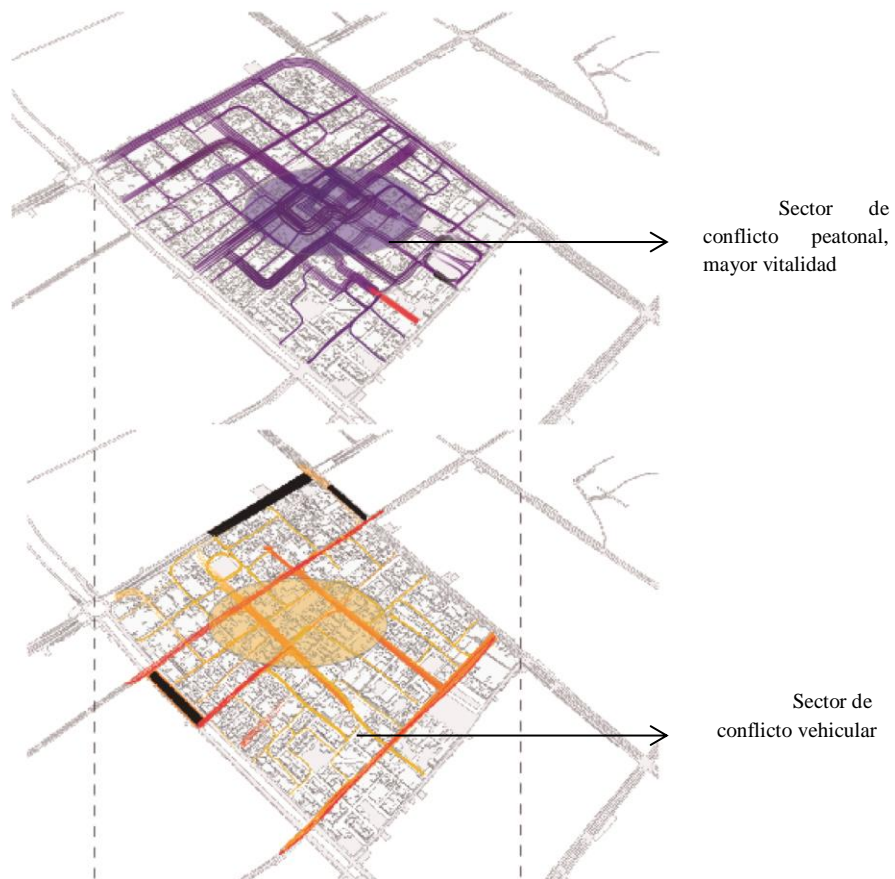 Sector de
conflicto peatonal,
mayor vitalidad
Sector de
conflicto vehicular